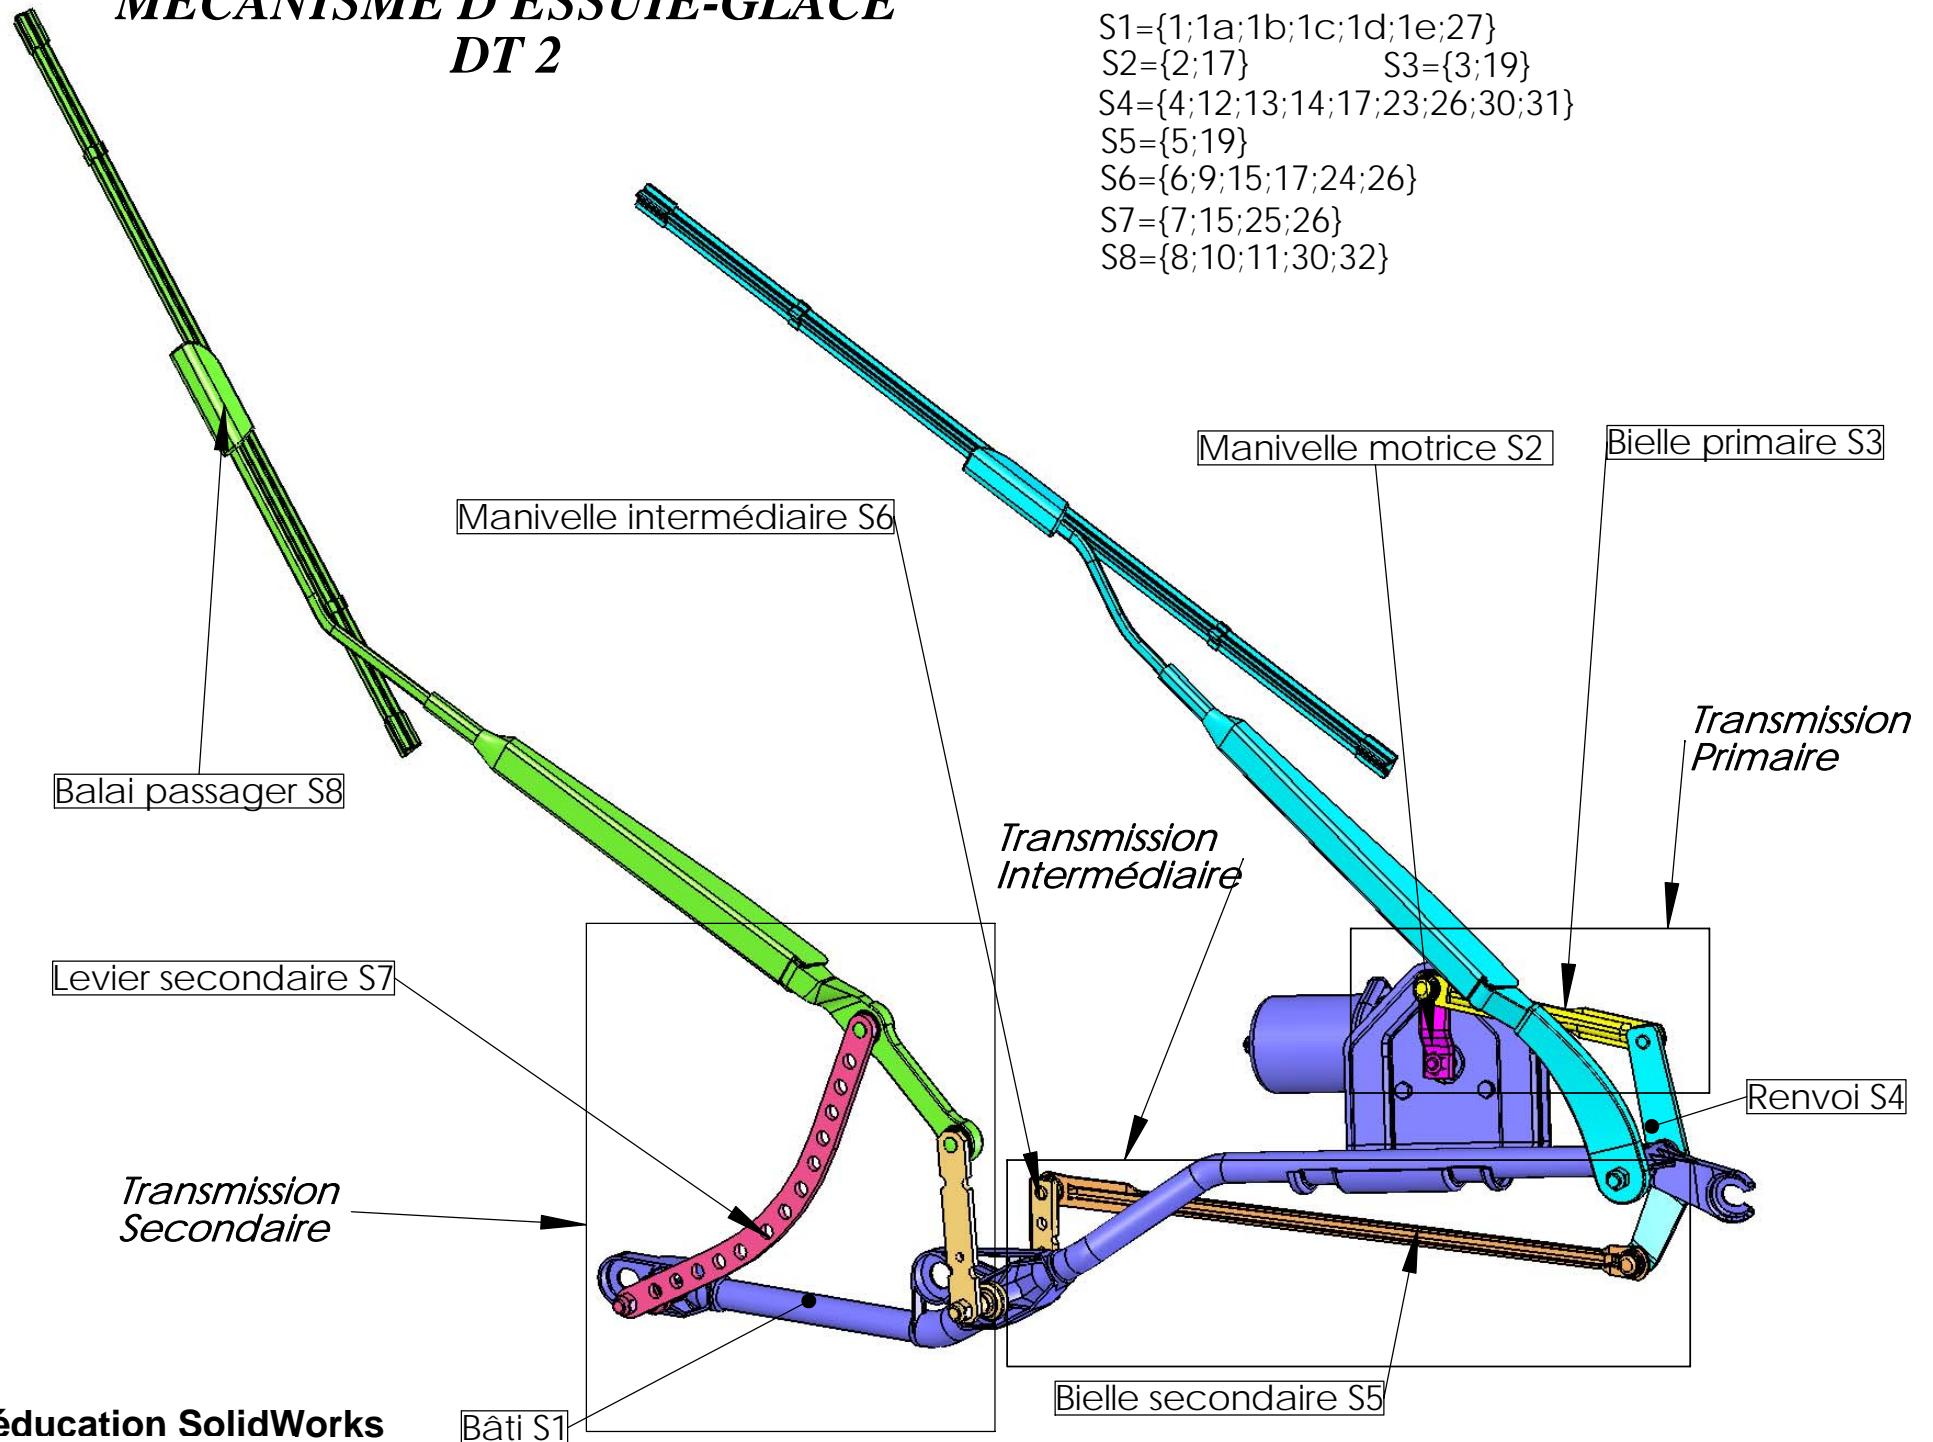 MECANISME D'ESSUIE-GLACE
DT 2
S1={1;1a;1b;1c;1d;1e;27}
S2={2;17}
S3={3;19}
S4={4;12;13;14;17;23;26;30;31}
S5={5;19}
S6={6;9;15;17;24;26}
S7={7;15;25;26}
S8={8;10;11;30;32}
Manivelle motrice S2
Bielle primaire S3
Manivelle intermédiaire S6
Transmission
Primaire
Balai passager S8
Transmission
Intermédiaire
Levier secondaire S7
Renvoi S4
Transmission
Secondaire
Bielle secondaire S5
éducation SolidWorks
Bâti S1